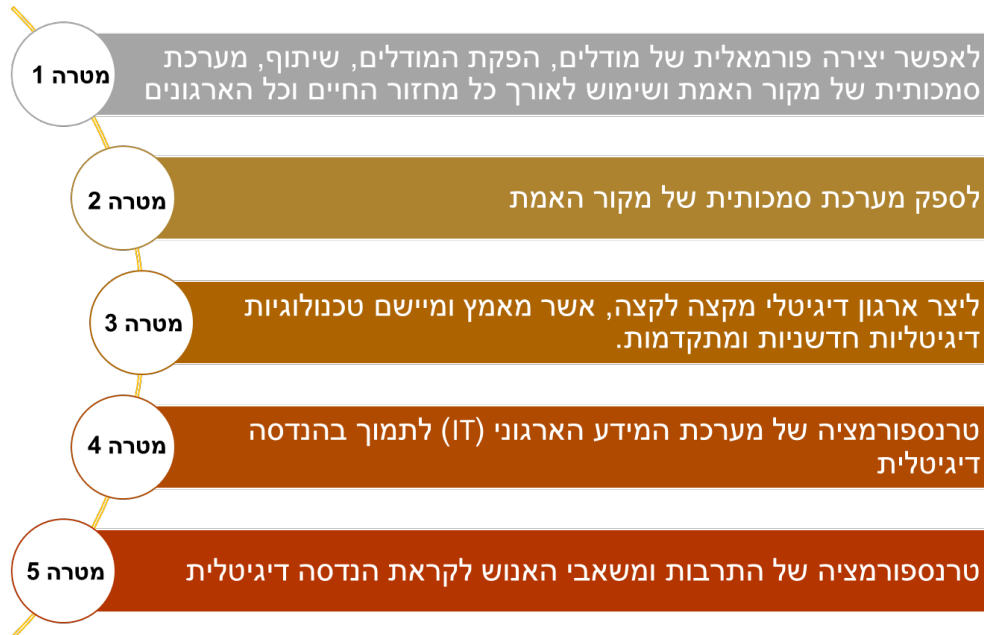 מטרה 1
לאפשר יצירה פורמאלית של מודלים, הפקת המודלים, שיתוף, מערכת
סמכותית של מקור האמת ושימוש לאורך כל מחזור החיים וכל הארגונים
מטרה 2
לספק מערכת סמכותית של מקור האמת
מטרה 3
ליצר ארגון דיגיטלי מקצה לקצה, אשר מאמץ ומיישם טכנולוגיות
דיגיטליות חדשניות ומתקדמות.
מטרה 4
טרנספורמציה של מערכת המידע הארגוני (IT) לתמוך בהנדסה
דיגיטלית
מטרה 5
טרנספורמציה של התרבות ומשאבי האנוש לקראת הנדסה דיגיטלית